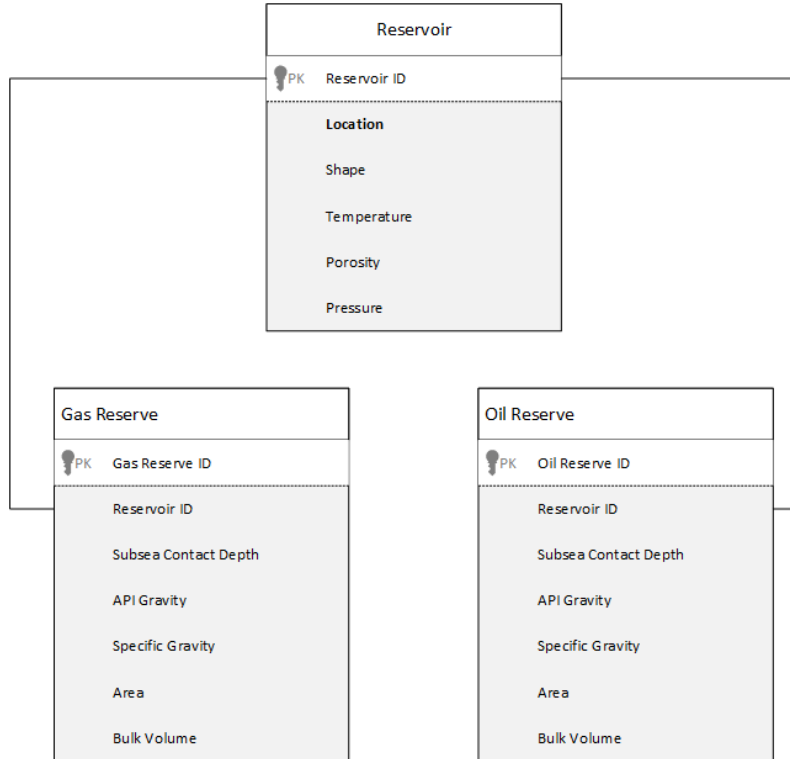 Reservoir
PK Reservoir ID
Location
Shape
Temperature
Porosity
Pressure
Gas Reserve
PK Gas Reserve ID
Reservoir ID
Subsea Contact Depth
API Gravity
Specific Gravity
Area
Bulk Volume
Oil Reserve
PK Oil Reserve ID
Reservoir ID
Subsea Contact Depth
API Gravity
Specific Gravity
Area
Bulk Volume